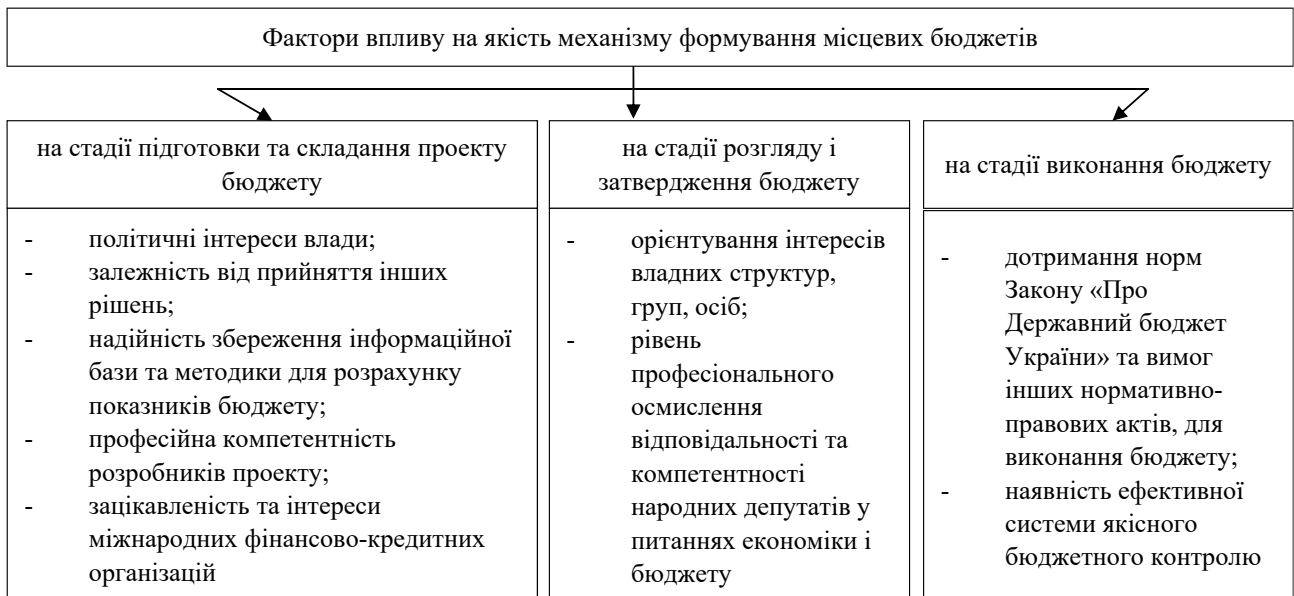 Фактори впливу на якість механізму формування місцевих бюджетів
на стадії підготовки та складання проекту
бюджету
- політичні інтереси влади;
- залежність від прийняття інших
рішень;
- надійність збереження інформаційної
бази та методики для розрахунку
показників бюджету;
- професійна компетентність
розробників проекту;
- зацікавленість та інтереси
міжнародних фінансово-кредитних
організацій
на стадії розгляду і
затвердження бюджету
- орієнтування інтересів
владних структур,
груп, осіб;
- рівень
професіонального
осмислення
відповідальності та
компетентності
народних депутатів у
питаннях економіки і
бюджету
на стадії виконання бюджету
- дотримання норм
Закону «Про
Державний бюджет
України» та вимог
інших нормативно-
правових актів, для
виконання бюджету;
- наявність ефективної
системи якісного
бюджетного контролю